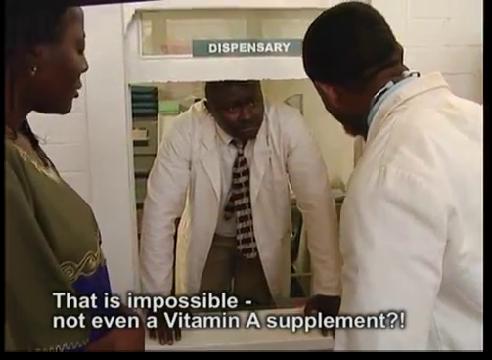 DISPENSARY
That is impossible -
not even a Vitamin A supplement?!